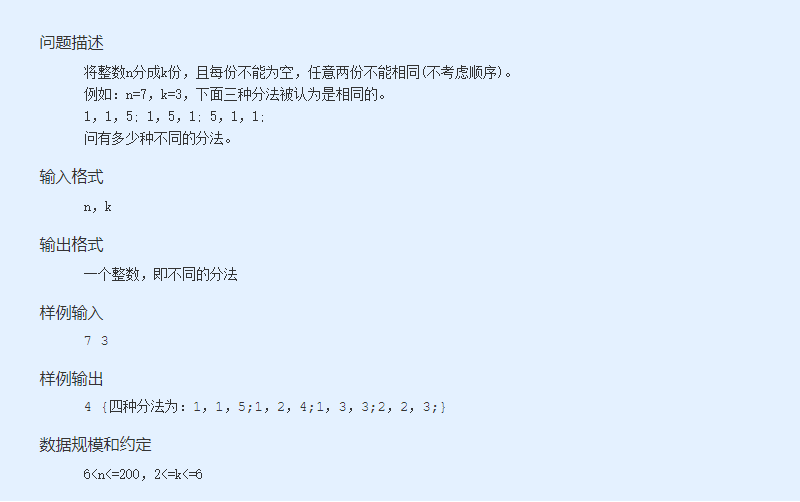 问题描述
将整数n分成k份，且每份不能为空，任意两份不能相同(不考虑顺序)。
例如：n=7，k=3，下面三种分法被认为是相同的。
1，1，5; 1，5，1; 5，1，1;
问有多少种不同的分法。
输入格式
n，k
输出格式
一个整数，即不同的分法
样例输入
7 3
样例输出
4 {四种分法为：1，1，5;1，2，4;1，3，3;2，2，3;}
数据规模和约定
6<n<=200，2<=k<=6